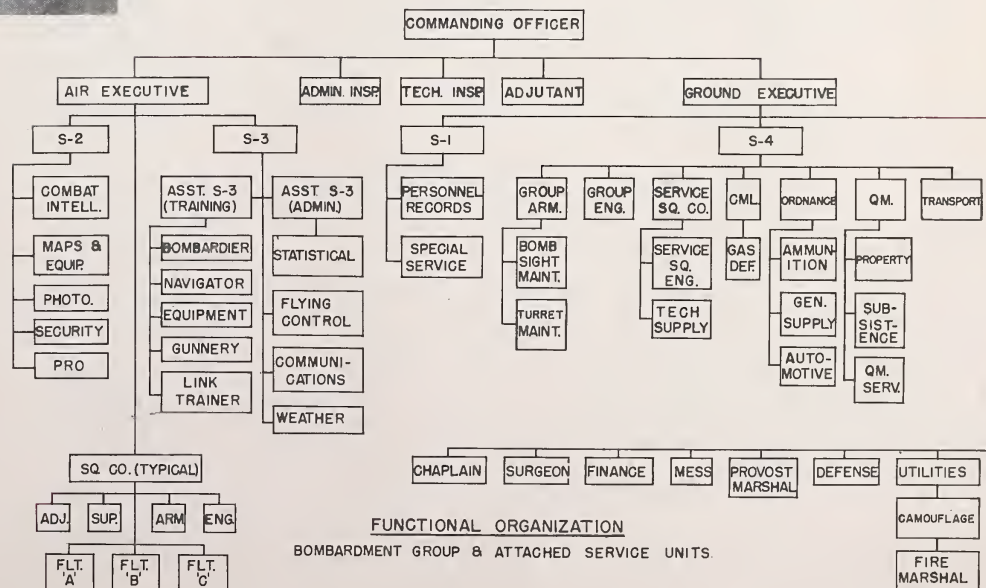 COMMANDING OFFICER
AIR EXECUTIVE
ADMIN. INSP.
TECH. INSP
ADJUTANT
GROUND EXECUTIVE
S-2
S-3
S-1
S-4
COMBAT
INTELL.
MAPS &
EQUIP.
PHOTO.
SECURITY
PRO
ASST. S-3
(TRAINING)
BOMBARDIER
NAVIGATOR
EQUIPMENT
GUNNERY
LINK
TRAINER
ASST. S-3
(ADMIN.)
STATISTICAL
FLYING
CONTROL
COMMUNI-
CATIONS
WEATHER
PERSONNEL
RECORDS
SPECIAL
SERVICE
GROUP
ARM.
BOMB
SIGHT
MAINT.
TURRET
MAINT.
GROUP
ENG.
SERVICE
SQ. CO.
SERVICE
SQ.
ENG.
TECH
SUPPLY
CML.
GAS
DEF.
ORDNANCE
AMMUN-
ITION
GEN.
SUPPLY
AUTO-
MOTIVE
QM.
PROPERTY
SUB-
SIST-
ENCE
QM.
SERV.
TRANSPORT
SQ CO. (TYPICAL)
ADJ.
SUP.
ARM
ENG.
FLT.
'A'
FLT.
'B'
FLT.
'C'
CHAPLAIN
SURGEON
FINANCE
MESS
PROVOST
MARSHAL
DEFENSE
UTILITIES
CAMOUFLAGE
FIRE
MARSHAL
FUNCTIONAL ORGANIZATION
BOMBARDMENT GROUP & ATTACHED SERVICE UNITS.